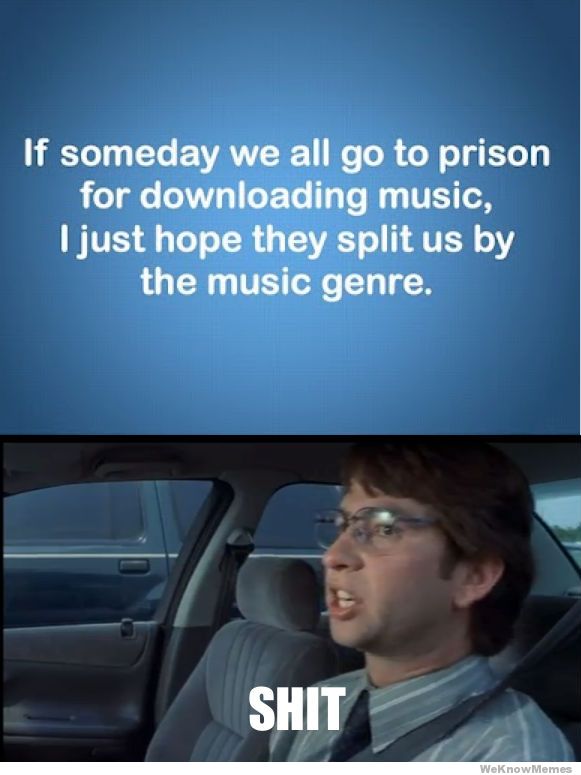 If someday we all go to prison
for downloading music,
I just hope they split us by
the music genre.
SHIT
WeKnowMemes